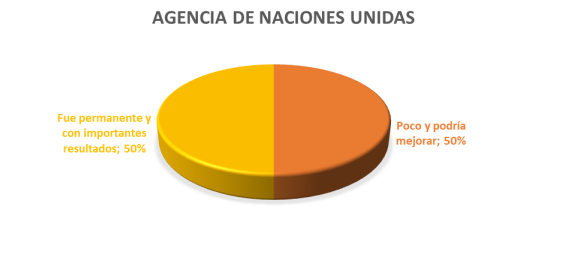 AGENCIA DE NACIONES UNIDAS
Fue permanente y
con importantes
resultados; 50%
Poco y podría
mejorar; 50%